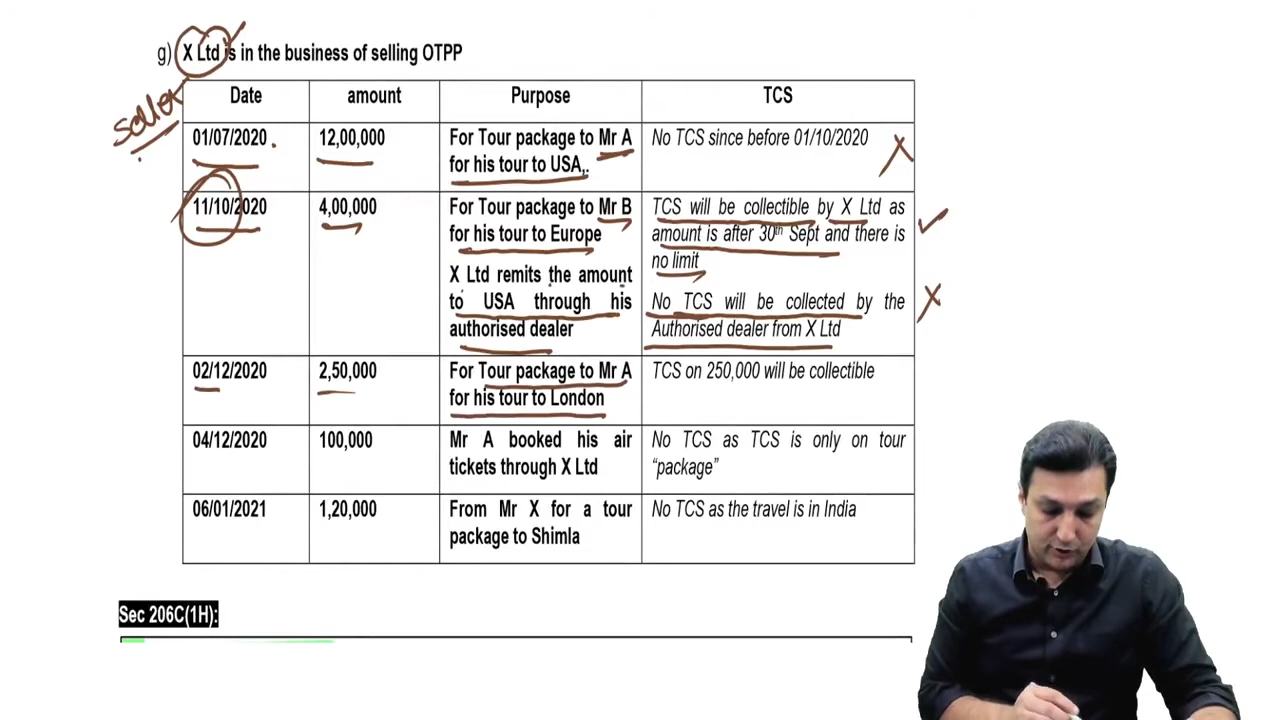 g) X Ltd is in the business of selling OTPP
Seller
Date amount Purpose TCS
01/07/2020 12,00,000 For Tour package to Mr A No TCS since before 01/10/2020
for his tour to USA,.
11/10/2020 4,00,000 For Tour package to Mr B TCS will be collectible by X Ltd as
for his tour to Europe amount is after 30th Sept and there is
X Ltd remits the amount no limit
to USA through his No TCS will be collected by the
authorised dealer Authorised dealer from X Ltd
02/12/2020 2,50,000 For Tour package to Mr A TCS on 250,000 will be collectible
for his tour to London
04/12/2020 100,000 Mr A booked his air No TCS as TCS is only on tour
tickets through X Ltd “package”
06/01/2021 1,20,000 From Mr X for a tour No TCS as the travel is in India
package to Shimla
Sec 206C(1H):